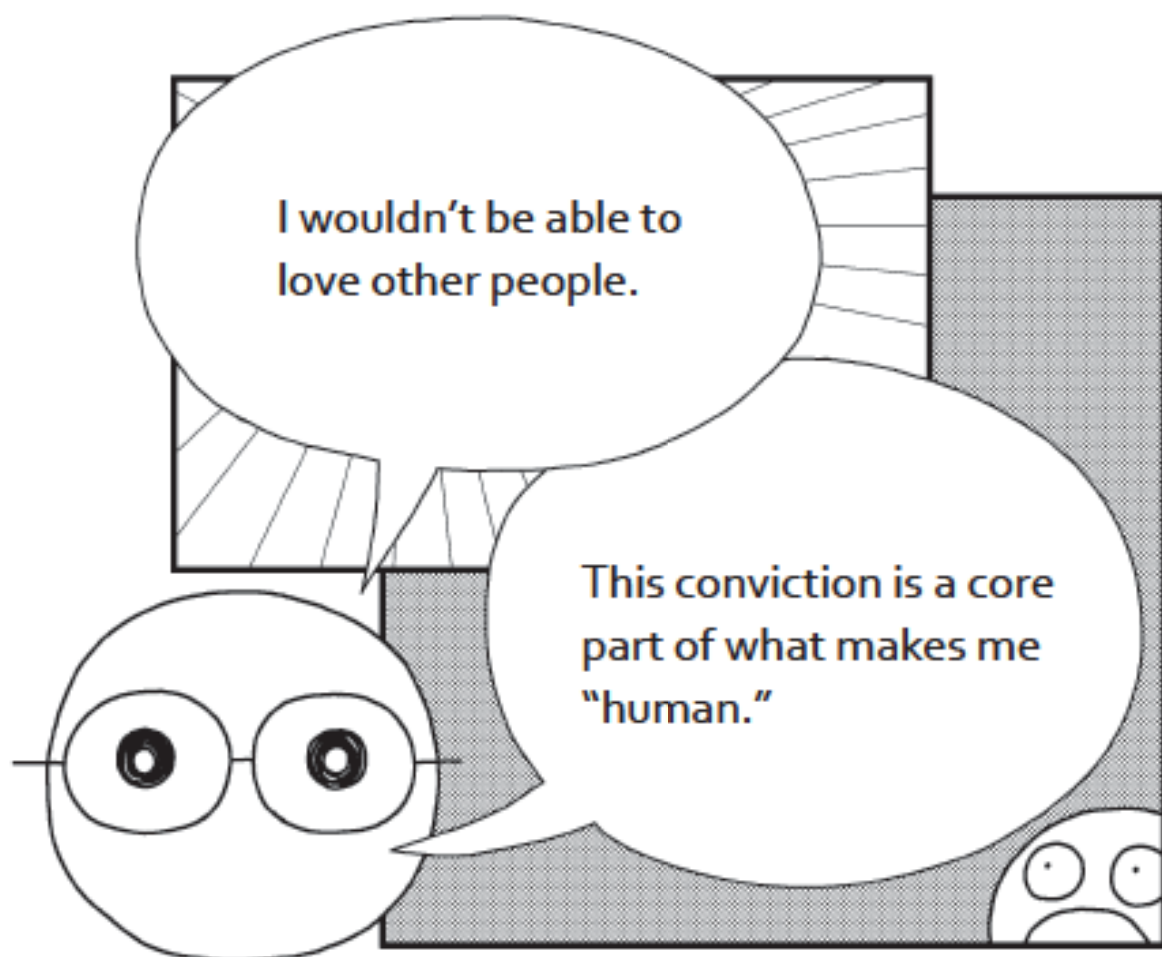 I wouldn’t be able to
love other people.
This conviction is a core
part of what makes me
“human.”